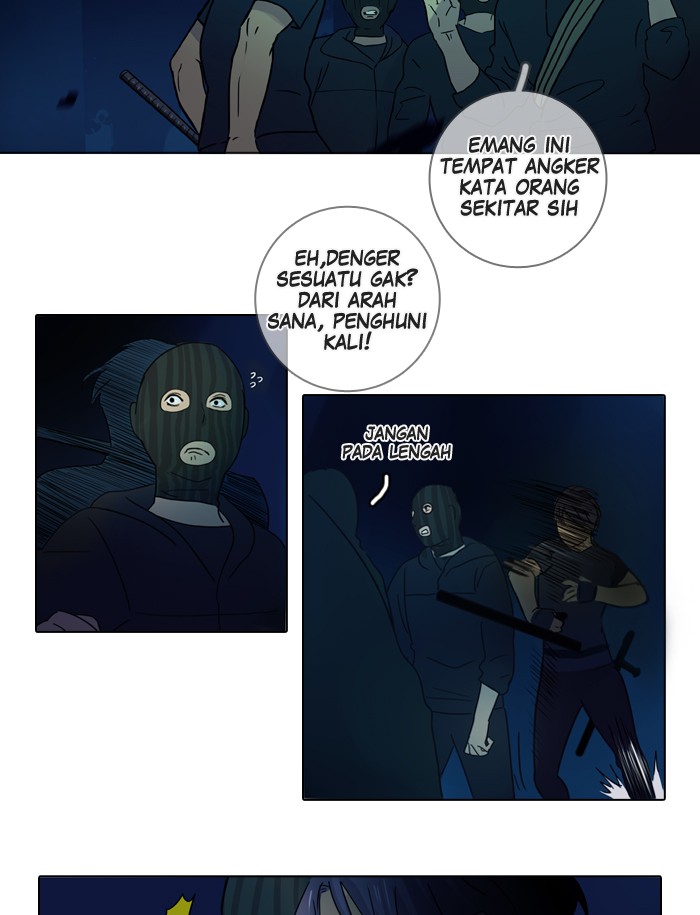 EMANG INI
TEMPAT ANGKER
KATA ORANG
SEKITAR SIH
EH,DENGER
SESUATU GAK?
DARI ARAH
SANA, PENGHUNI
KALI!
JANGAN
PADA LENGAH